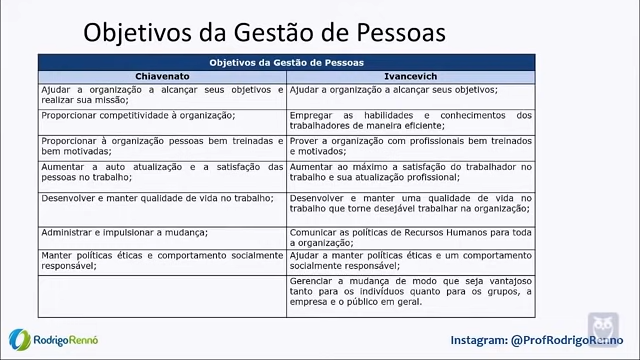 Objetivos da Gestão de Pessoas
Objetivos da Gestão de Pessoas
Chiavenato
Ivancevich
Ajudar a organização a alcançar seus objetivos e
realizar sua missão;
Ajudar a organização a alcançar seus objetivos;
Proporcionar competitividade à organização;
Empregar as habilidades e conhecimentos dos
trabalhadores de maneira eficiente;
Proporcionar à organização pessoas bem treinadas e
bem motivadas;
Prover a organização com profissionais bem treinados
e motivados;
Aumentar a auto atualização e a satisfação das
pessoas no trabalho;
Aumentar ao máximo a satisfação do trabalhador no
trabalho e sua atualização profissional;
Desenvolver e manter qualidade de vida no trabalho;
Desenvolver e manter uma qualidade de vida no
trabalho que torne desejável trabalhar na organização;
Administrar e impulsionar a mudança;
Comunicar as políticas de Recursos Humanos para toda
a organização;
Manter políticas éticas e comportamento socialmente
responsável;
Ajudar a manter políticas éticas e um comportamento
socialmente responsável;
Gerenciar a mudança de modo que seja vantajoso
tanto para os indivíduos quanto para os grupos, a
empresa e o público em geral.
RodrigoRennó
Instagram: @ProfRodrigoRenno